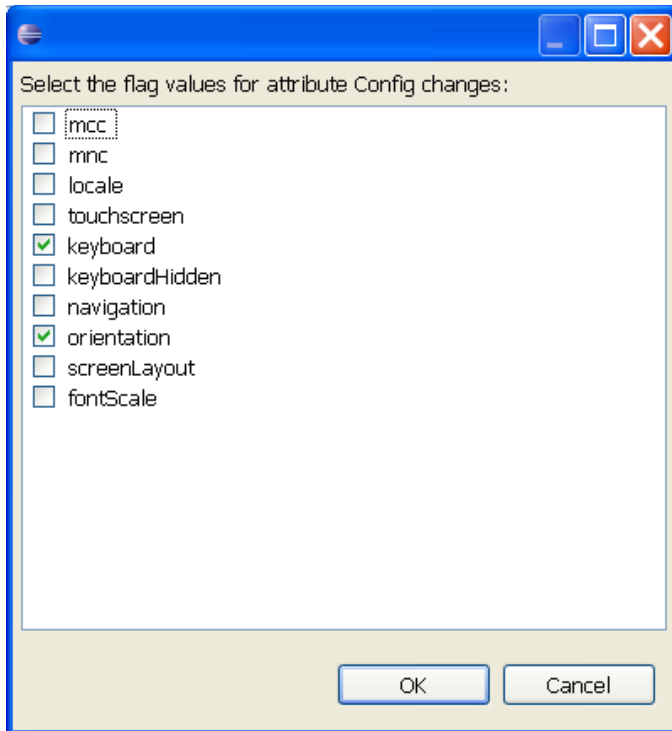 Select the flag values for attribute Config changes:
mcc
mnc
locale
touchscreen
keyboard
keyboardHidden
navigation
orientation
screenLayout
fontScale
OK Cancel